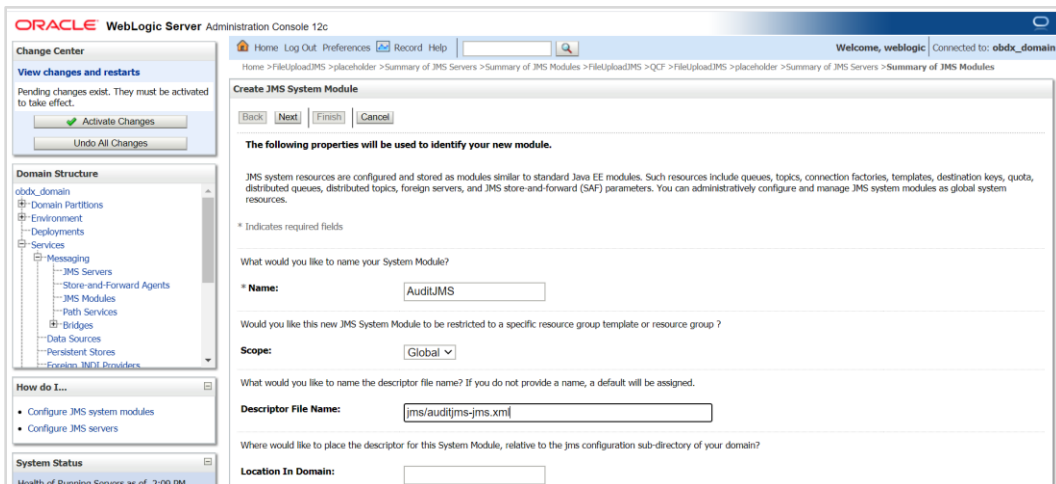 ORACLE WebLogic Server Administration Console 12c
Change Center
View changes and restarts
Pending changes exist. They must be activated
to take effect.
Activate Changes
Undo All Changes
Domain Structure
obdx_domain
Domain Partitions
Environment
Deployments
Services
Messaging
JMS Servers
Store-and-Forward Agents
JMS Modules
Path Services
Bridges
Data Sources
Persistent Stores
Foreign JNDI Providers
How do I...
Configure JMS system modules
Configure JMS servers
System Status
Health of Running Servers as of 2:09 PM
Home Log Out Preferences Record Help
Welcome, weblogic Connected to: obdx_domain
Home >FileUploadJMS >placeholder >Summary of JMS Servers >Summary of JMS Modules >FileUploadJMS >QCF >FileUploadJMS >placeholder >Summary of JMS Servers >Summary of JMS Modules
Create JMS System Module
Back Next Finish Cancel
The following properties will be used to identify your new module.
JMS system resources are configured and stored as modules similar to standard Java EE modules. Such resources include queues, topics, connection factories, templates, destination keys, quota,
distributed queues, distributed topics, foreign servers, and JMS store-and-forward (SAF) parameters. You can administratively configure and manage JMS system modules as global system
resources.
* Indicates required fields
What would you like to name your System Module?
* Name: AuditJMS
Would you like this new JMS System Module to be restricted to a specific resource group template or resource group ?
Scope: Global
What would you like to name the descriptor file name? If you do not provide a name, a default will be assigned.
Descriptor File Name: jms/auditjms-jms.xml
Where would like to place the descriptor for this System Module, relative to the jms configuration sub-directory of your domain?
Location In Domain: